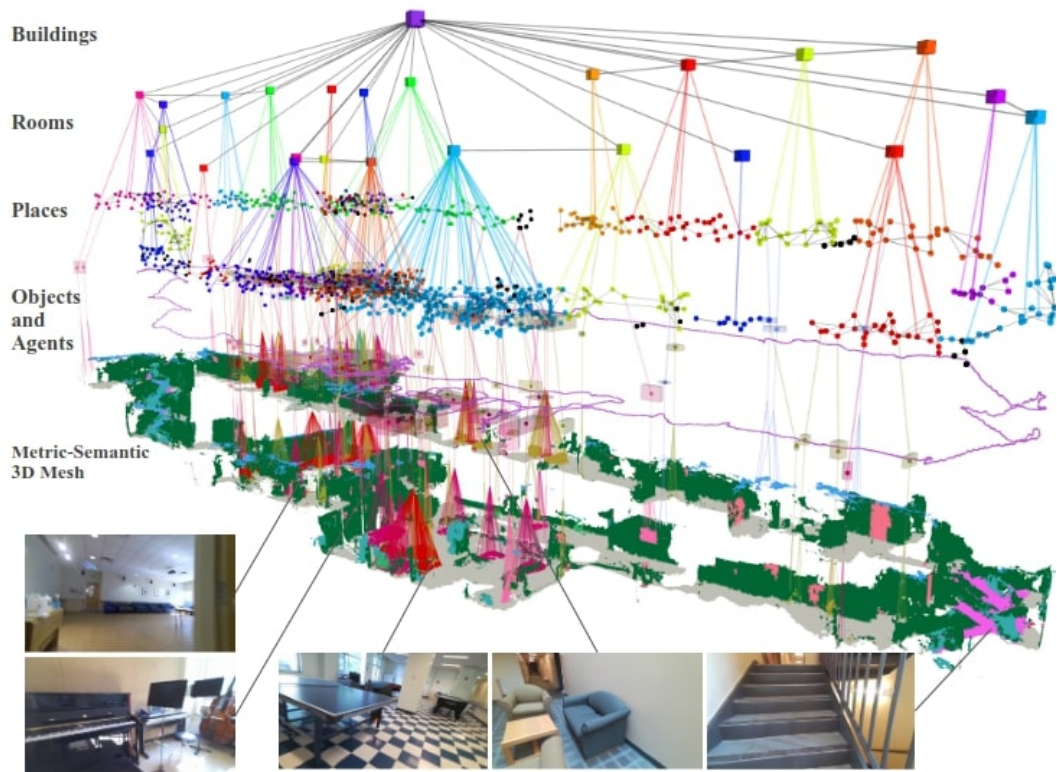 Buildings
Rooms
Places
Objects
and
Agents
Metric-Semantic
3D Mesh